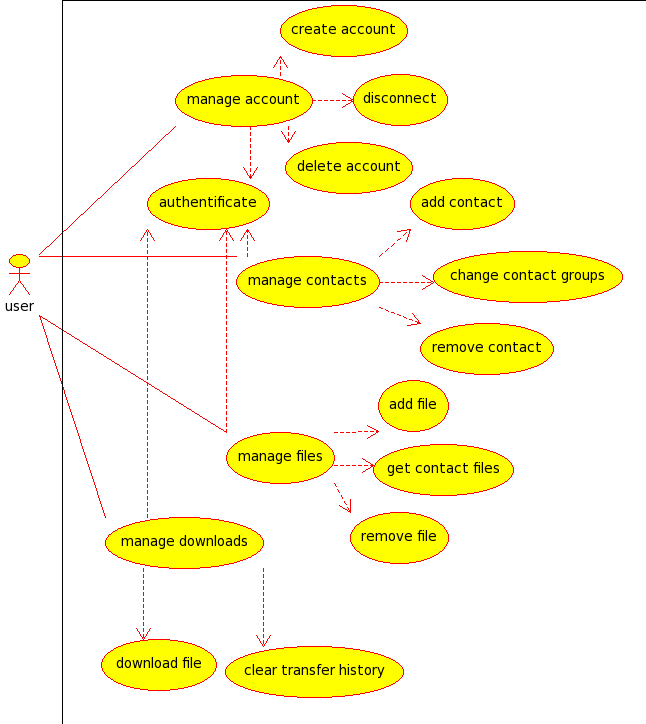 create account
manage account
disconnect
delete account
authentificate
add contact
manage contacts
change contact groups
user
remove contact
add file
manage files
get contact files
remove file
manage downloads
download file
clear transfer history